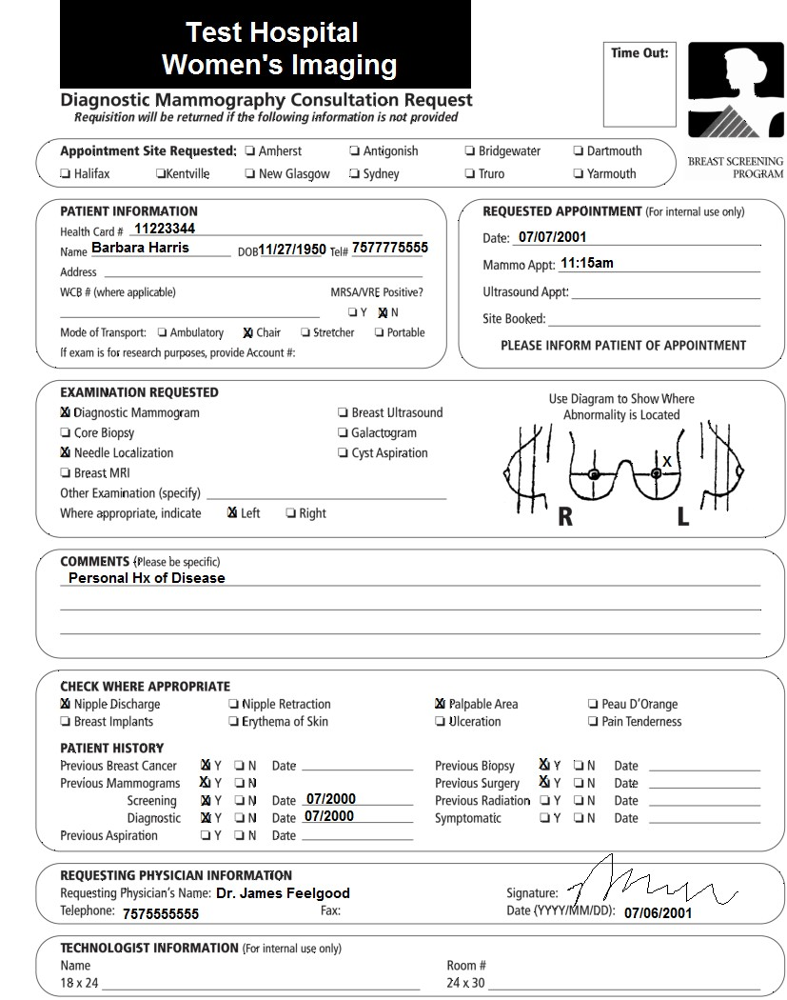 Test Hospital
Women's Imaging
Time Out:
Diagnostic Mammography Consultation Request
Requisition will be returned if the following information is not provided
BREAST SCREENING
PROGRAM
Appointment Site Requested: ☐ Amherst ☐ Antigonish ☐ Bridgewater ☐ Dartmouth
☐ Halifax ☐ Kentville ☐ New Glasgow ☐ Sydney ☐ Truro ☐ Yarmouth
PATIENT INFORMATION
Health Card # 11223344
Name Barbara Harris DOB 11/27/1950 Tel# 7577775555
Address
WCB # (where applicable) MRSA/VRE Positive?
☐ Y ☒ N
Mode of Transport: ☐ Ambulatory ☒ Chair ☐ Stretcher ☐ Portable
If exam is for research purposes, provide Account #:
REQUESTED APPOINTMENT (For internal use only)
Date: 07/07/2001
Mammo Appt: 11:15am
Ultrasound Appt:
Site Booked:
PLEASE INFORM PATIENT OF APPOINTMENT
EXAMINATION REQUESTED
☒ Diagnostic Mammogram ☐ Breast Ultrasound
☐ Core Biopsy ☐ Galactogram
☒ Needle Localization ☐ Cyst Aspiration
☐ Breast MRI
Other Examination (specify)
Where appropriate, indicate ☒ Left ☐ Right
Use Diagram to Show Where
Abnormality is Located
X
R L
COMMENTS (Please be specific)
Personal Hx of Disease
CHECK WHERE APPROPRIATE
☒ Nipple Discharge ☐ Nipple Retraction ☒ Palpable Area ☐ Peau D'Orange
☐ Breast Implants ☐ Erythema of Skin ☐ Ulceration ☐ Pain Tenderness
PATIENT HISTORY
Previous Breast Cancer ☒ Y ☐ N Date Previous Biopsy ☒ Y ☐ N Date
Previous Mammograms ☒ Y ☐ N Previous Surgery ☒ Y ☐ N Date
Screening ☒ Y ☐ N Date 07/2000 Previous Radiation ☐ Y ☐ N Date
Diagnostic ☒ Y ☐ N Date 07/2000 Symptomatic ☐ Y ☐ N Date
Previous Aspiration ☐ Y ☐ N Date
REQUESTING PHYSICIAN INFORMATION
Requesting Physician's Name: Dr. James Feelgood Signature:
Telephone: 7575555555 Fax: Date (YYYY/MM/DD): 07/06/2001
TECHNOLOGIST INFORMATION (For internal use only)
Name Room #
18 x 24 24 x 30